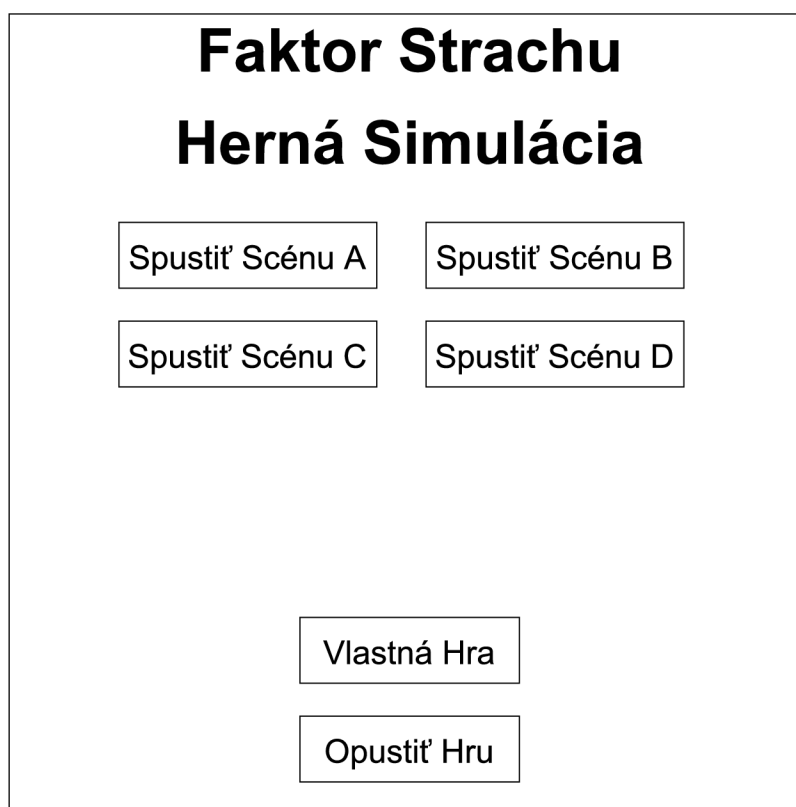 Faktor Strachu
Herná Simulácia
Spustiť Scénu A
Spustiť Scénu B
Spustiť Scénu C
Spustiť Scénu D
Vlastná Hra
Opustiť Hru